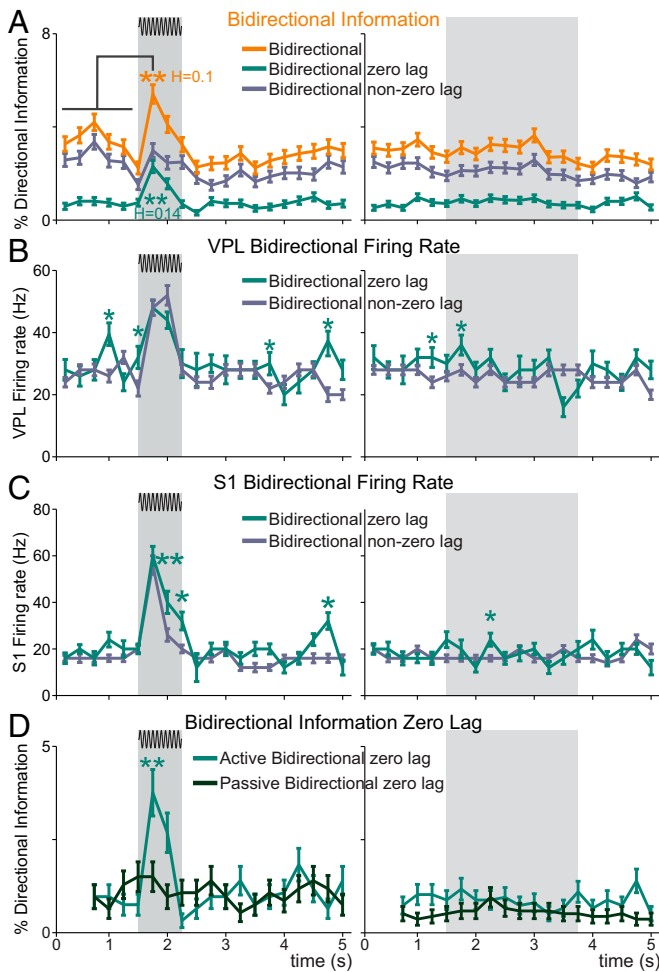 A
Bidirectional Information
8
Bidirectional
Bidirectional zero lag
Bidirectional non-zero lag
** H=0.1
**
H=0.14
0
% Directional Information
B
VPL Bidirectional Firing Rate
60
Bidirectional zero lag
Bidirectional non-zero lag
*
*
*
*
*
*
40
20
0
VPL Firing rate (Hz)
C
S1 Bidirectional Firing Rate
80
Bidirectional zero lag
Bidirectional non-zero lag
60
**
*
*
*
40
20
0
S1 Firing rate (Hz)
D
Bidirectional Information Zero Lag
5
Active Bidirectional zero lag
Passive Bidirectional zero lag
**
0
% Directional Information
0 1 2 3 4 5 0 1 2 3 4 5
time (s) time (s)